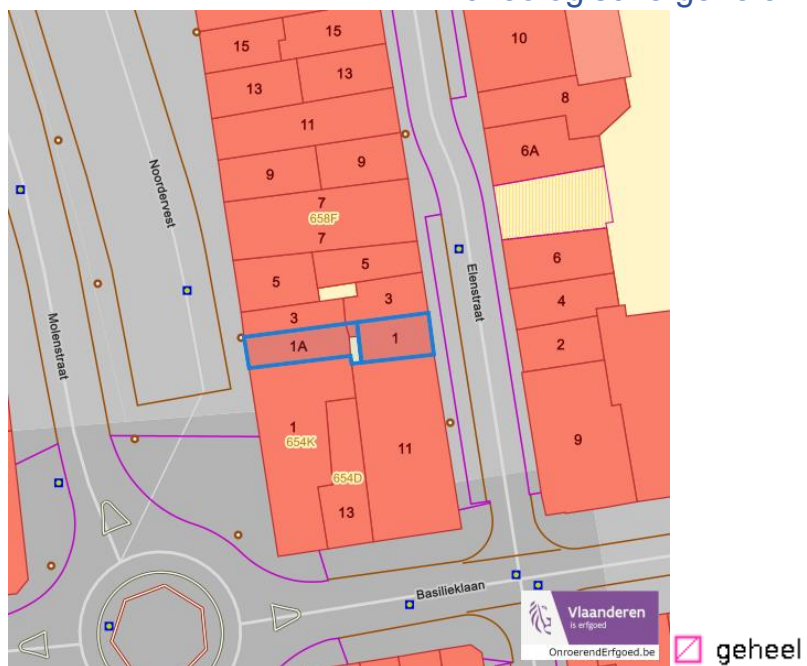 15
15
13
13
11
9
9
7
658F
7
5
5
3
3
1A
1
1
654K
654D
11
13
10
8
6A
6
4
2
9
Noordervest
Molenstraat
Elenstraat
Basilieklaan
Vlaanderen
is erfgoed
OnroerendErfgoed.be
geheel